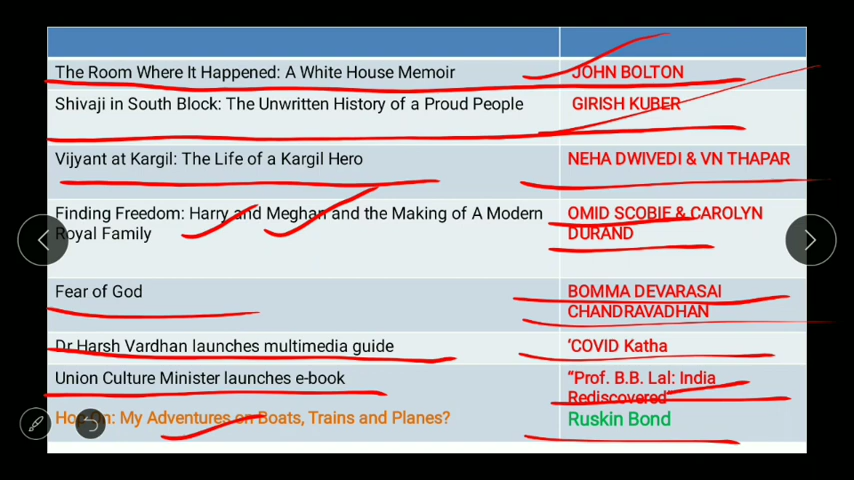 The Room Where It Happened: A White House Memoir JOHN BOLTON
Shivaji in South Block: The Unwritten History of a Proud People GIRISH KUBER
Vijyant at Kargil: The Life of a Kargil Hero NEHA DWIVEDI & VN THAPAR
Finding Freedom: Harry and Meghan and the Making of A Modern OMID SCOBIE & CAROLYN
Royal Family DURAND
Fear of God BOMMA DEVARASAI
CHANDRAVADHAN
Dr Harsh Vardhan launches multimedia guide ‘COVID Katha
Union Culture Minister launches e-book “Prof. B.B. Lal: India
Rediscovered”
On: My Adventures on Boats, Trains and Planes? Ruskin Bond